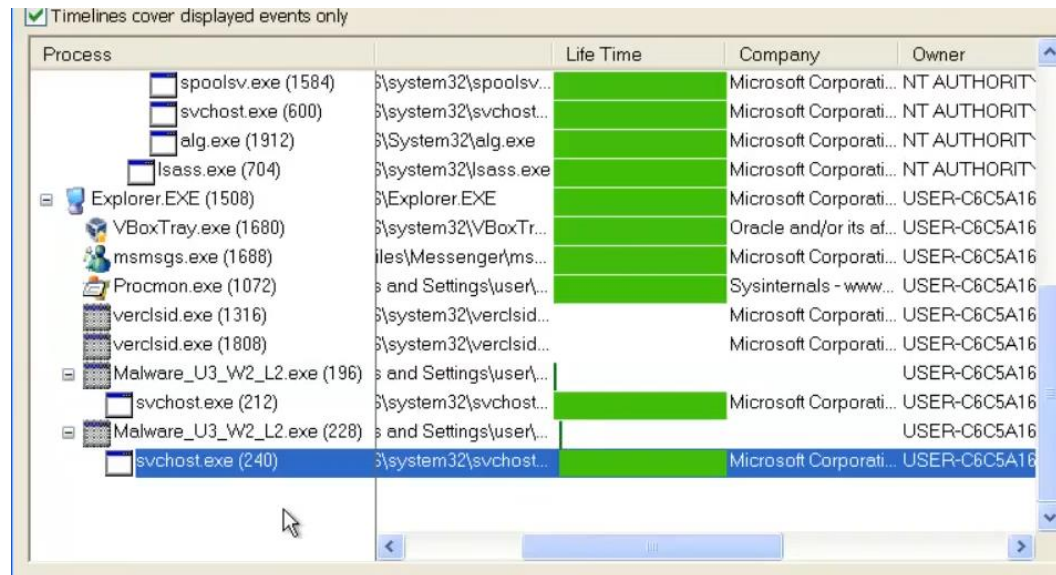 Timelines cover displayed events only
Process Life Time Company Owner
spoolsv.exe (1584) S\system32\spoolsv... Microsoft Corporati... NT AUTHORITY
svchost.exe (600) S\system32\svchost... Microsoft Corporati... NT AUTHORITY
alg.exe (1912) S\System32\alg.exe Microsoft Corporati... NT AUTHORITY
lsass.exe (704) S\system32\lsass.exe Microsoft Corporati... NT AUTHORITY
Explorer.EXE (1508) S\Explorer.EXE Microsoft Corporati... USER-C6C5A16
VBoxTray.exe (1680) S\system32\VBoxTr... Oracle and/or its af... USER-C6C5A16
msmsgs.exe (1688) iles\Messenger\ms... Microsoft Corporati... USER-C6C5A16
Procmon.exe (1072) s and Settings\user\... Sysinternals - www... USER-C6C5A16
verclsid.exe (1316) S\system32\verclsid... Microsoft Corporati... USER-C6C5A16
verclsid.exe (1808) S\system32\verclsid... Microsoft Corporati... USER-C6C5A16
Malware_U3_W2_L2.exe (196) s and Settings\user\... USER-C6C5A16
svchost.exe (212) S\system32\svchost... Microsoft Corporati... USER-C6C5A16
Malware_U3_W2_L2.exe (228) s and Settings\user\... USER-C6C5A16
svchost.exe (240) S\system32\svchost... Microsoft Corporati... USER-C6C5A16